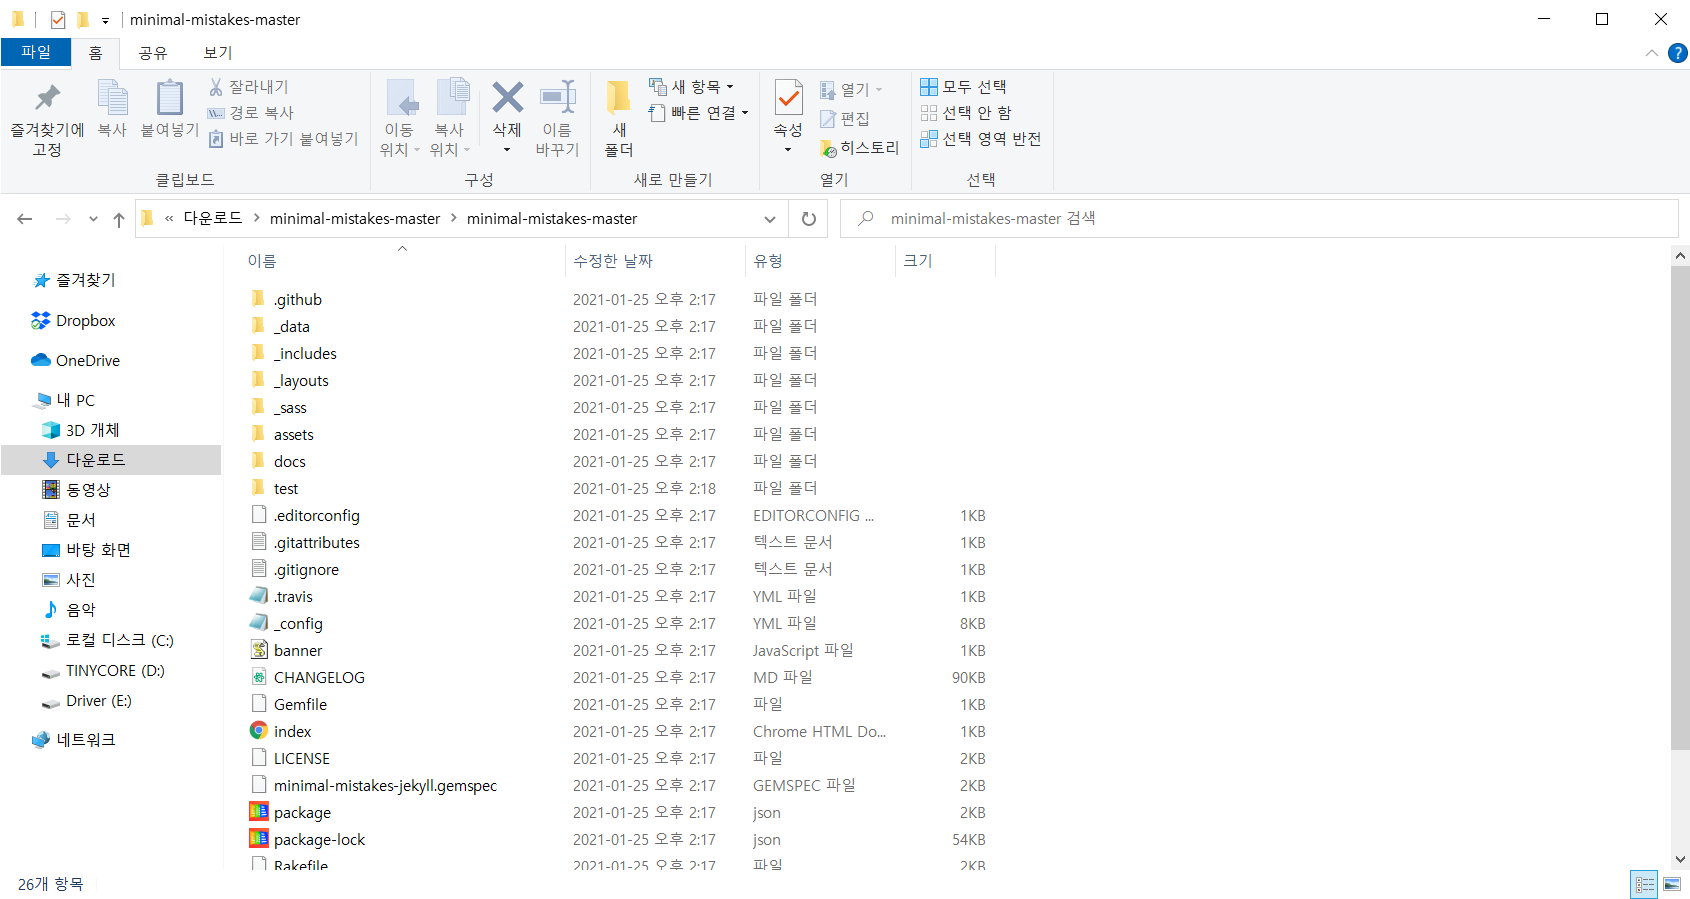 minimal-mistakes-master
파일 홈 공유 보기
즐겨찾기에 고정
복사
붙여넣기
잘라내기
경로 복사
바로 가기 붙여넣기
클립보드
이동 위치
복사 위치
삭제
이름 바꾸기
구성
새 폴더
새 항목
빠른 연결
새로 만들기
속성
열기
편집
히스토리
열기
모두 선택
선택 안 함
선택 영역 반전
선택
« 다운로드 > minimal-mistakes-master > minimal-mistakes-master
minimal-mistakes-master 검색
즐겨찾기
Dropbox
OneDrive
내 PC
3D 개체
다운로드
동영상
문서
바탕 화면
사진
음악
로컬 디스크 (C:)
TINYCORE (D:)
Driver (E:)
네트워크
이름 수정한 날짜 유형 크기
.github 2021-01-25 오후 2:17 파일 폴더
_data 2021-01-25 오후 2:17 파일 폴더
_includes 2021-01-25 오후 2:17 파일 폴더
_layouts 2021-01-25 오후 2:17 파일 폴더
_sass 2021-01-25 오후 2:17 파일 폴더
assets 2021-01-25 오후 2:17 파일 폴더
docs 2021-01-25 오후 2:17 파일 폴더
test 2021-01-25 오후 2:18 파일 폴더
.editorconfig 2021-01-25 오후 2:17 EDITORCONFIG ... 1KB
.gitattributes 2021-01-25 오후 2:17 텍스트 문서 1KB
.gitignore 2021-01-25 오후 2:17 텍스트 문서 1KB
.travis 2021-01-25 오후 2:17 YML 파일 1KB
_config 2021-01-25 오후 2:17 YML 파일 8KB
banner 2021-01-25 오후 2:17 JavaScript 파일 1KB
CHANGELOG 2021-01-25 오후 2:17 MD 파일 90KB
Gemfile 2021-01-25 오후 2:17 파일 1KB
index 2021-01-25 오후 2:17 Chrome HTML Do... 1KB
LICENSE 2021-01-25 오후 2:17 파일 2KB
minimal-mistakes-jekyll.gemspec 2021-01-25 오후 2:17 GEMSPEC 파일 2KB
package 2021-01-25 오후 2:17 json 2KB
package-lock 2021-01-25 오후 2:17 json 54KB
Rakefile 2021-01-25 오후 2:17 파일 2KB
26개 항목